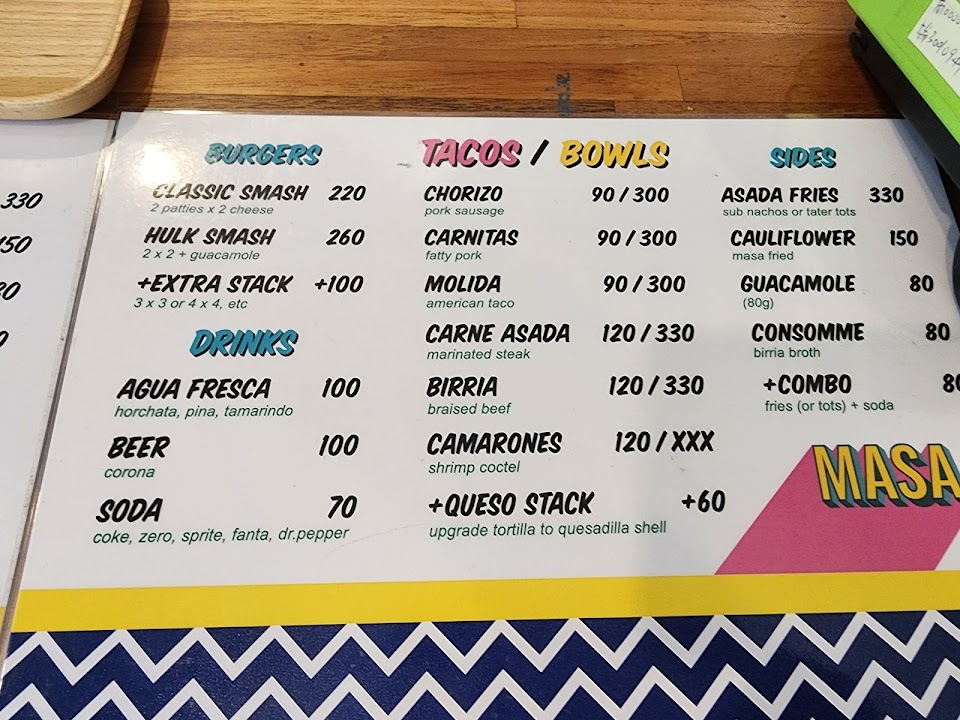 330
BURGERS
CLASSIC SMASH 220
2 patties x 2 cheese
HULK SMASH 260
2 x 2 + guacamole
+EXTRA STACK +100
3 x 3 or 4 x 4, etc
DRINKS
AGUA FRESCA 100
horchata, pina, tamarindo
BEER 100
corona
SODA 70
coke, zero, sprite, fanta, dr.pepper
TACOS / BOWLS
CHORIZO 90 / 300
pork sausage
CARNITAS 90 / 300
fatty pork
MOLIDA 90 / 300
american taco
CARNE ASADA 120 / 330
marinated steak
BIRRIA 120 / 330
braised beef
CAMARONES 120 / XXX
shrimp coctel
+QUESO STACK +60
upgrade tortilla to quesadilla shell
SIDES
ASADA FRIES 330
sub nachos or tater tots
CAULIFLOWER 150
masa fried
GUACAMOLE 80
(80g)
CONSOMME 80
birria broth
+COMBO 80
fries (or tots) + soda
MASA